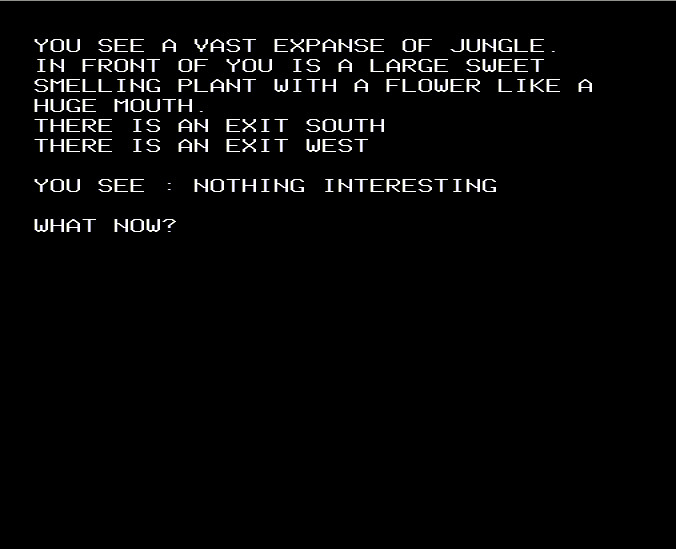 YOU SEE A VAST EXPANSE OF JUNGLE.
IN FRONT OF YOU IS A LARGE SWEET
SMELLING PLANT WITH A FLOWER LIKE A
HUGE MOUTH.
THERE IS AN EXIT SOUTH
THERE IS AN EXIT WEST
YOU SEE : NOTHING INTERESTING
WHAT NOW?